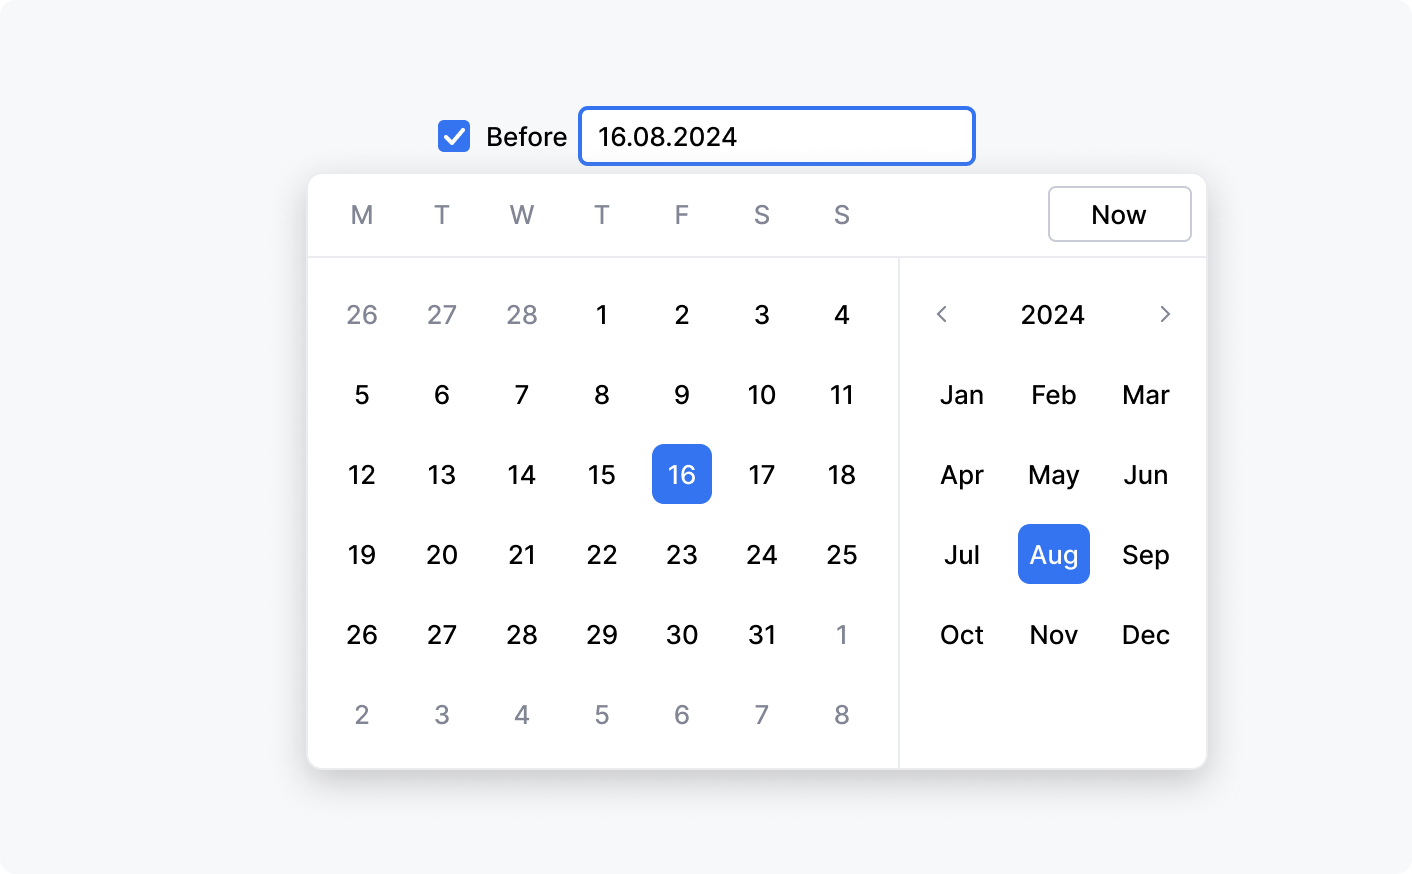 Before 16.08.2024
M T W T F S S Now
26 27 28 1 2 3 4 2024
5 6 7 8 9 10 11 Jan Feb Mar
12 13 14 15 16 17 18 Apr May Jun
19 20 21 22 23 24 25 Jul Aug Sep
26 27 28 29 30 31 1 Oct Nov Dec
2 3 4 5 6 7 8